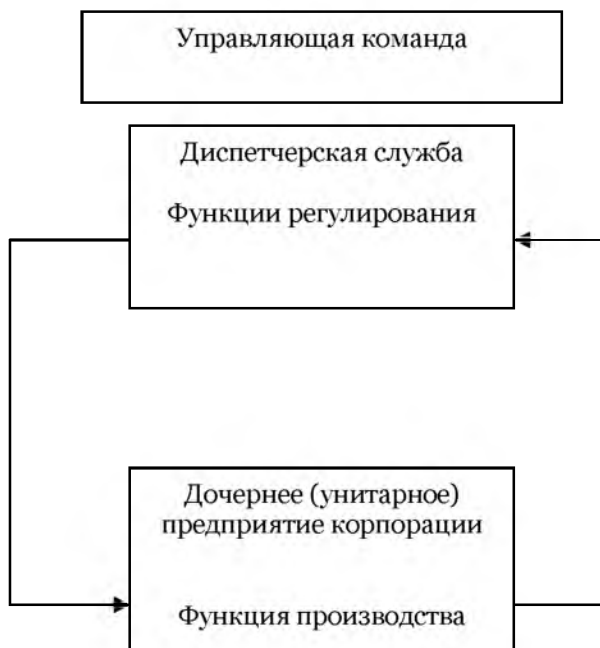 Управляющая команда
Диспетчерская служба
Функции регулирования
Дочернее (унитарное)
предприятие корпорации
Функция производства